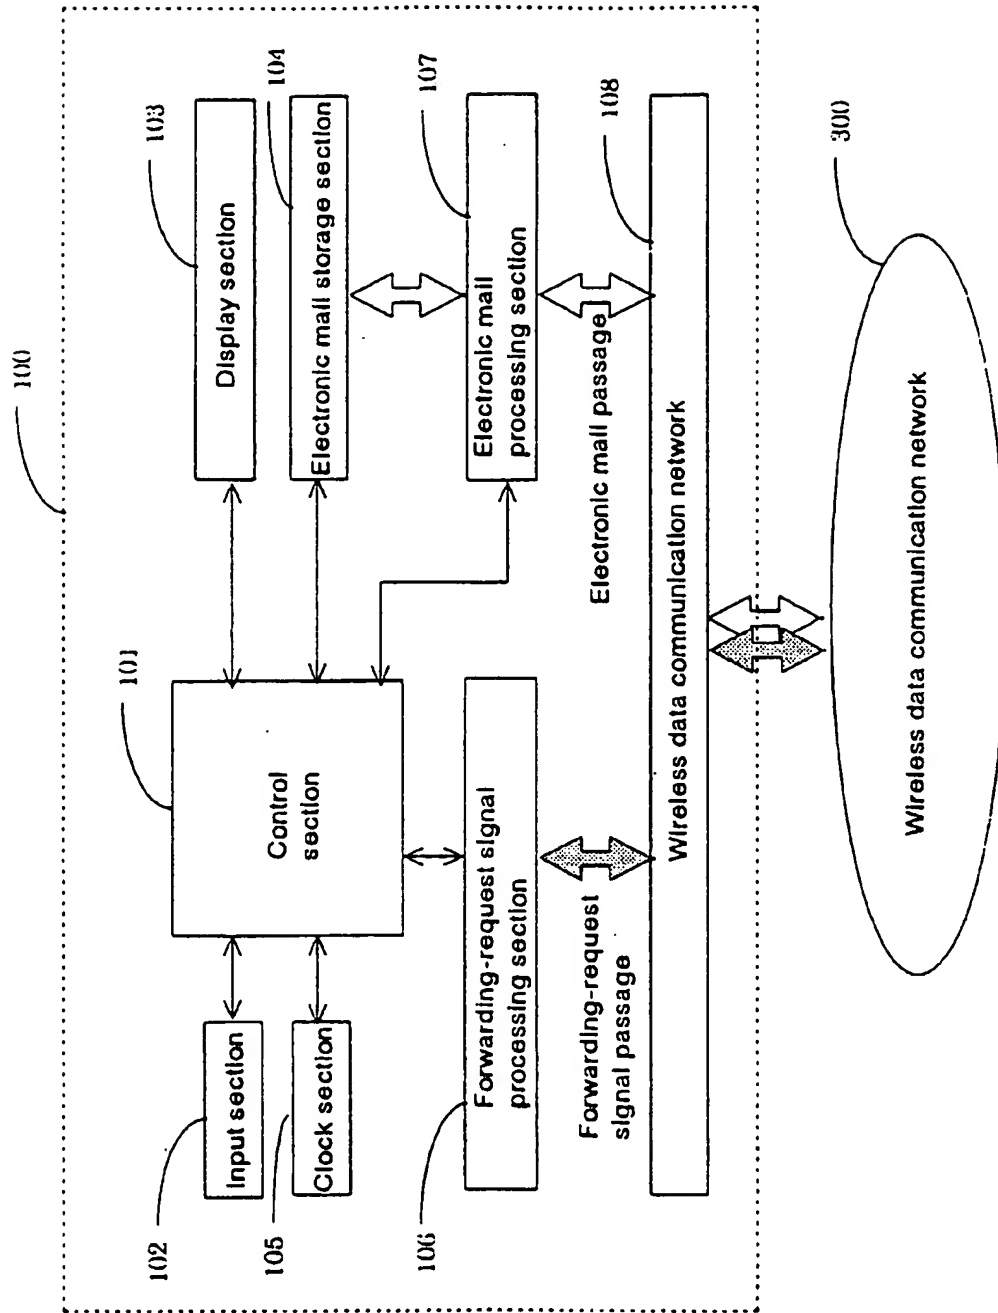 100
101
102
Input section
105
Clock section
Control
section
103
Display section
104
Electronic mail storage section
106
Forwarding-request signal
processing section
107
Electronic mail
processing section
Forwarding-request
signal passage
Electronic mail passage
108
Wireless data communication network
300
Wireless data communication network